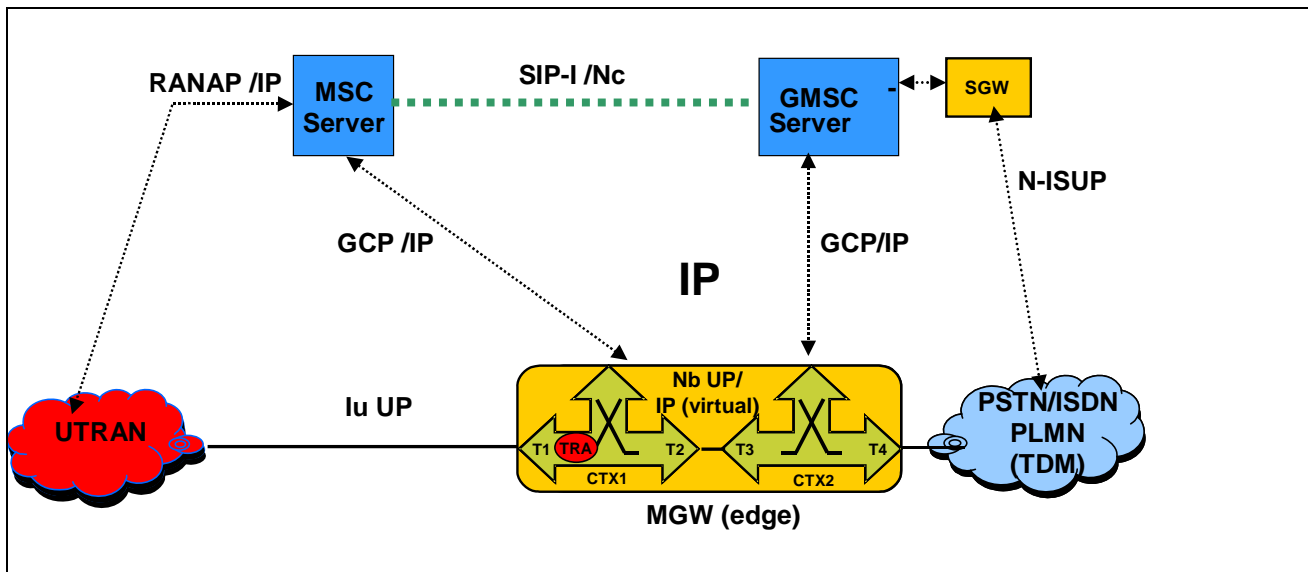 RANAP /IP
MSC
Server
SIP-I /Nc
GMSC
Server
-
SGW
N-ISUP
GCP /IP
GCP/IP
IP
Iu UP
UTRAN
Nb UP/
IP (virtual)
T1
TRA
T2
T3
T4
CTX1
CTX2
MGW (edge)
PSTN/ISDN
PLMN
(TDM)